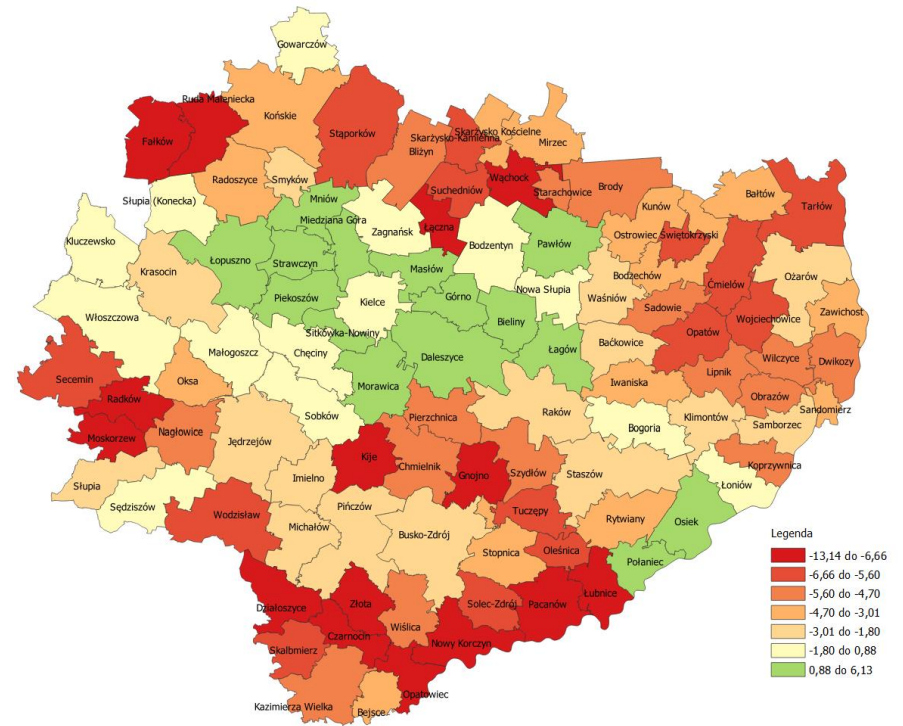 Gowarczów
Ruda Maleniecka
Końskie
Fałków
Stąporków
Skarżysko Kościelne
Skarżysko-Kamienna
Mirzec
Bliżyn
Radoszyce
Smyków
Wąchock
Suchedniów
Starachowice
Brody
Bałtów
Tarłów
Słupia (Konecka)
Mniów
Kunów
Miedziana Góra
Łączna
Zagnańsk
Bodzentyn
Pawłów
Ostrowiec Świętokrzyski
Kluczewsko
Łopuszno
Strawczyn
Masłów
Krasocin
Bodzechów
Ożarów
Nowa Słupia
Ćmielów
Piekoszów
Kielce
Górno
Waśniów
Sadowie
Zawichost
Włoszczowa
Bieliny
Wojciechowice
Sitkówka-Nowiny
Opatów
Małogoszcz
Chęciny
Daleszyce
Łagów
Baćkowice
Wilczyce
Dwikozy
Lipnik
Secemin
Oksa
Morawica
Iwaniska
Radków
Obrazów
Sobków
Pierzchnica
Raków
Klimontów
Sandomierz
Moskorzew
Nagłowice
Bogoria
Samborzec
Jędrzejów
Kije
Chmielnik
Koprzywnica
Gnojno
Szydłów
Staszów
Imielno
Słupia
Łoniów
Sędziszów
Pińczów
Wodzisław
Tuczępy
Rytwiany
Osiek
Michałów
Busko-Zdrój
Stopnica
Oleśnica
Połaniec
Łubnice
Działoszyce
Złota
Solec-Zdrój
Pacanów
Wiślica
Czarnocin
Nowy Korczyn
Skalbmierz
Opatowiec
Kazimierza Wielka
Bejsce
Legenda
-13,14 do -6,66
-6,66 do -5,60
-5,60 do -4,70
-4,70 do -3,01
-3,01 do -1,80
-1,80 do 0,88
0,88 do 6,13